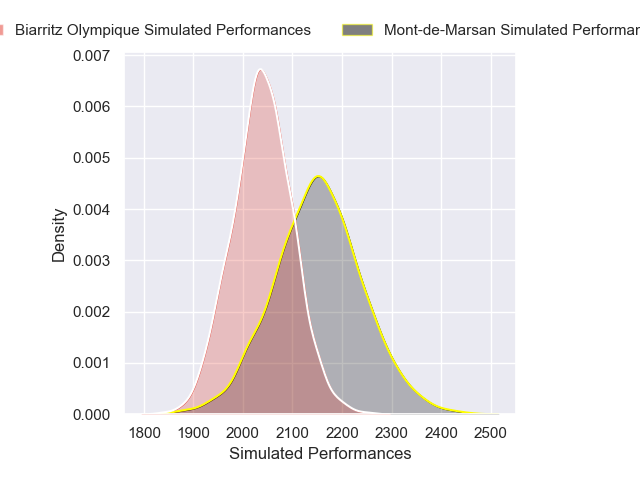 Biarritz Olympique Simulated Performances
Mont-de-Marsan Simulated
0.007
0.006
0.005
0.004
0.003
0.002
0.001
0.000
Density
1800 1900 2000 2100 2200 2300 2400 2500
Simulated Performances